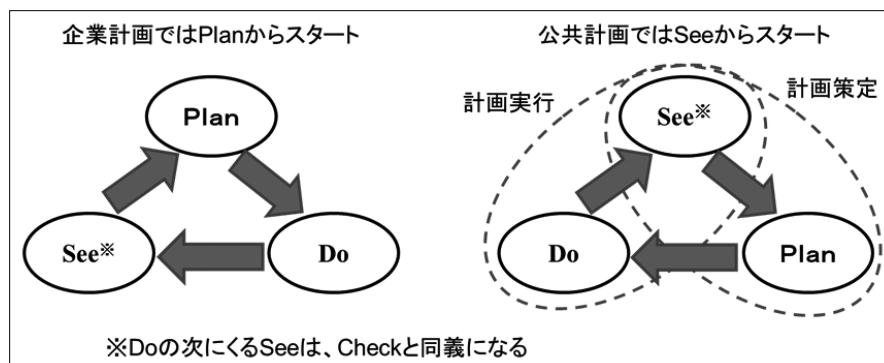 企業計画ではPlanからスタート
Plan
See※
Do
公共計画ではSeeからスタート
計画実行
計画策定
See※
Do
Plan
※Doの次にくるSeeは、Checkと同義になる